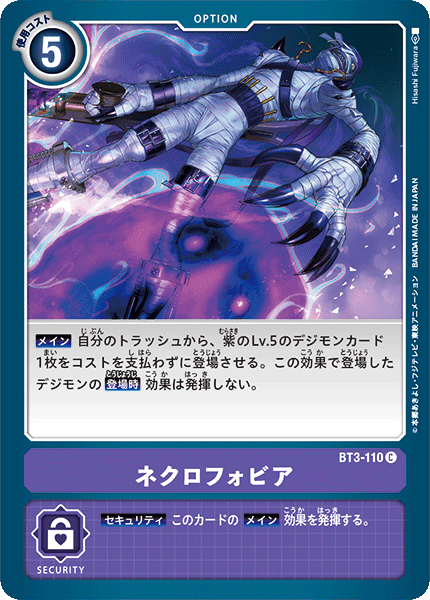 OPTION
使用コスト
5
Hisashi Fujiwara
メイン 自分のトラッシュから、紫のLv.5のデジモンカード
1枚をコストを支払わずに登場させる。この効果で登場した
デジモンの 登場時 効果は発揮しない。
©本郷あきよし・フジテレビ・東映アニメーション BANDAI MADE IN JAPAN
BT3-110 C
ネクロフォビア
セキュリティ このカードの メイン 効果を発揮する。
SECURITY